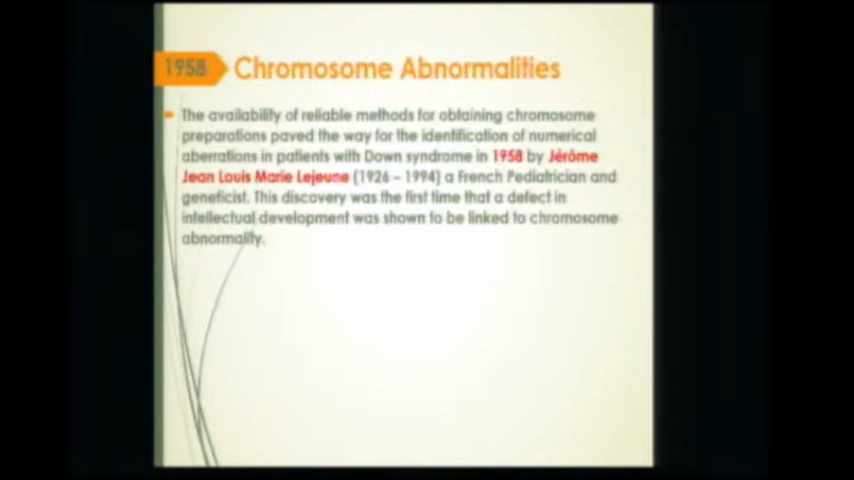 1958 Chromosome Abnormalities
The availability of reliable methods for obtaining chromosome
preparations paved the way for the identification of numerical
aberrations in patients with Down syndrome in 1958 by Jérôme
Jean Louis Marie Lejeune (1926 – 1994) a French Pediatrician and
geneticist. This discovery was the first time that a defect in
intellectual development was shown to be linked to chromosome
abnormality.